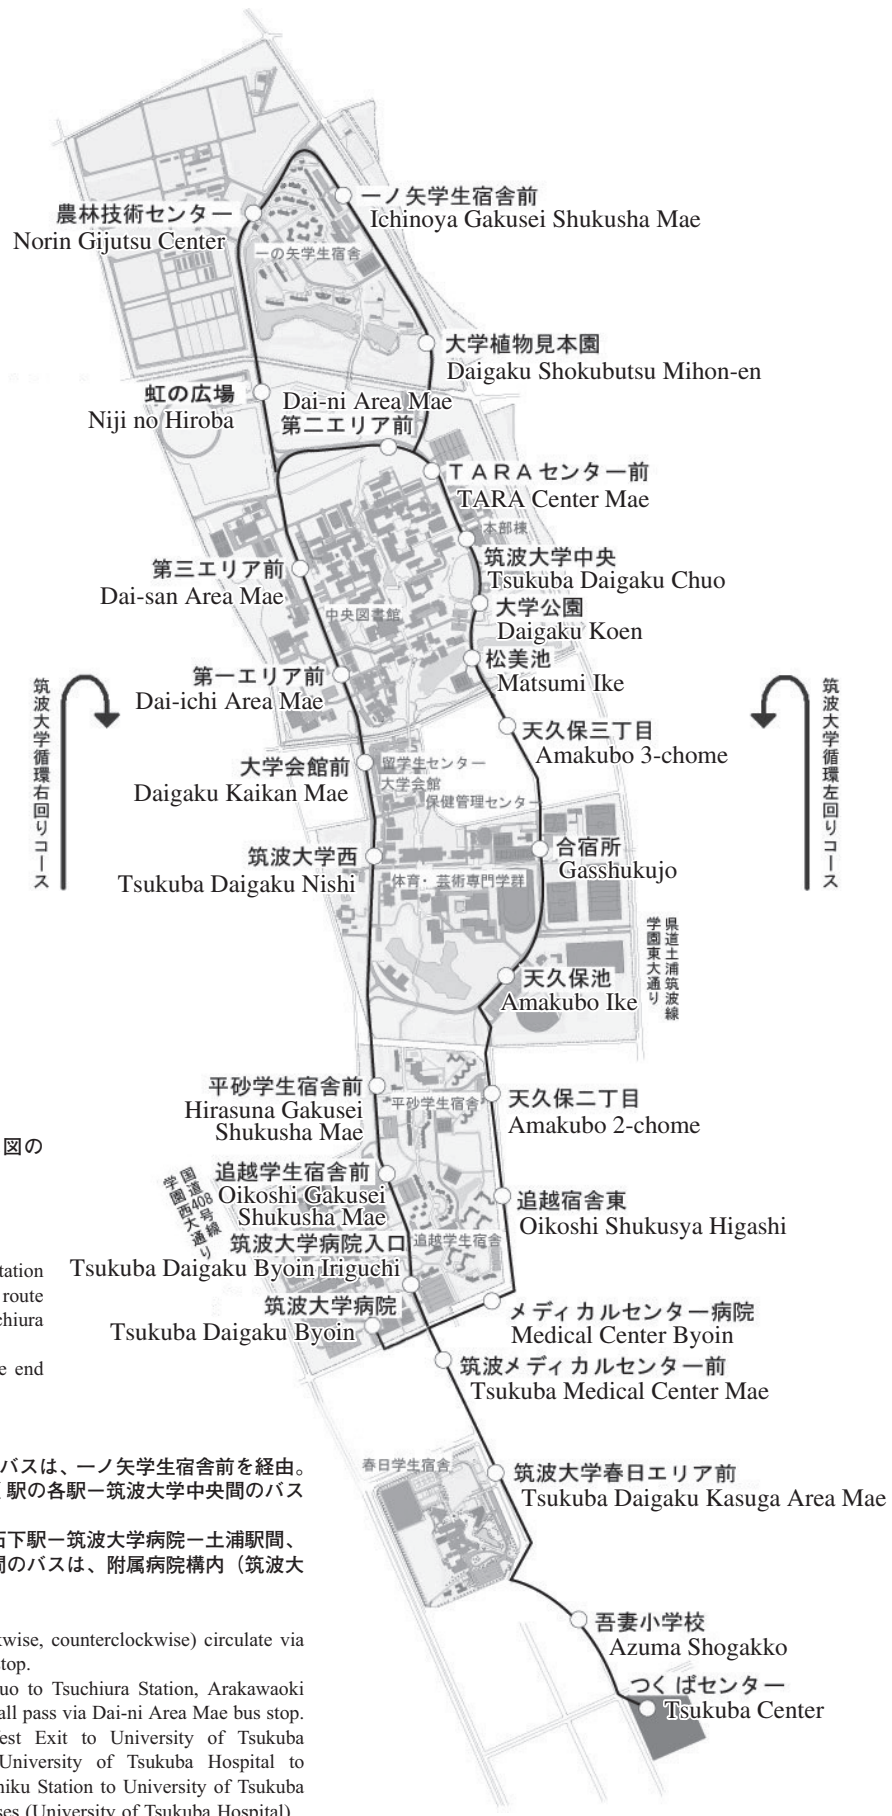 農林技術センター
Norin Gijutsu Center
一ノ矢学生宿舎前
Ichinoya Gakusei Shukusha Mae
一の矢学生宿舎
大学植物見本園
Daigaku Shokubutsu Mihon-en
虹の広場
Niji no Hiroba
Dai-ni Area Mae
第二エリア前
TARAセンター前
TARA Center Mae
本部棟
筑波大学中央
Tsukuba Daigaku Chuo
第三エリア前
Dai-san Area Mae
中央図書館
大学公園
Daigaku Koen
松美池
Matsumi Ike
第一エリア前
Dai-ichi Area Mae
筑波大学循環右回りコース
筑波大学循環左回りコース
天久保三丁目
Amakubo 3-chome
大学会館前
Daigaku Kaikan Mae
留学生センター
大学会館
保健管理センター
筑波大学西
Tsukuba Daigaku Nishi
合宿所
Gasshukujo
体育・芸術専門学群
県道土浦筑波線
学園東大通り
天久保池
Amakubo Ike
平砂学生宿舎前
Hirasuna Gakusei
Shukusha Mae
平砂学生宿舎
天久保二丁目
Amakubo 2-chome
図の
国道408号線
学園西大通り
追越学生宿舎前
Oikoshi Gakusei
Shukusha Mae
追越宿舎東
Oikoshi Shukusya Higashi
筑波大学病院入口
Tsukuba Daigaku Byoin Iriguchi
追越学生宿舎
tation
route
chiura
e end
筑波大学病院
Tsukuba Daigaku Byoin
メディカルセンター病院
Medical Center Byoin
筑波メディカルセンター前
Tsukuba Medical Center Mae
春日学生宿舎
筑波大学春日エリア前
Tsukuba Daigaku Kasuga Area Mae
バスは、一ノ矢学生宿舎前を経由。
駅の各駅ー筑波大学中央間のバス
石下駅ー筑波大学病院ー土浦駅間、
間のバスは、附属病院構内（筑波大
吾妻小学校
Azuma Shogakko
つくばセンター
Tsukuba Center
kwise, counterclockwise) circulate via
stop.
uo to Tsuchiura Station, Arakawaoki
all pass via Dai-ni Area Mae bus stop.
est Exit to University of Tsukuba
University of Tsukuba Hospital to
niku Station to University of Tsukuba
ses (University of Tsukuba Hospital)